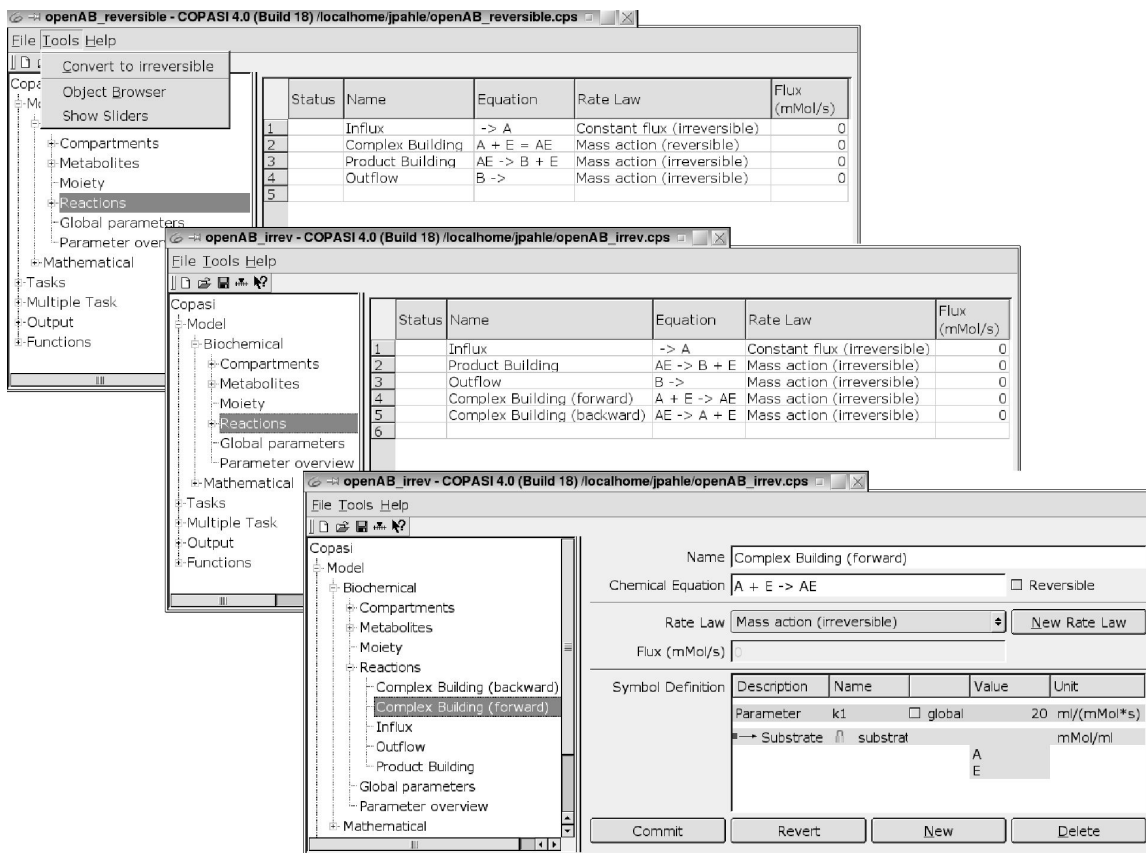 openAB_reversible - COPASI 4.0 (Build 18) /localhome/jpahle/openAB_reversible.cps
File Tools Help
Convert to irreversible
Object Browser
Show Sliders
Compartments
Metabolites
Moiety
Reactions
Global parameters
Mathematical
Tasks
Multiple Task
Output
Functions
Status Name Equation Rate Law Flux (mMol/s)
1 Influx -> A Constant flux (irreversible) 0
2 Complex Building A + E = AE Mass action (reversible) 0
3 Product Building AE -> B + E Mass action (irreversible) 0
4 Outflow B -> Mass action (irreversible) 0
5
openAB_irrev - COPASI 4.0 (Build 18) /localhome/jpahle/openAB_irrev.cps
File Tools Help
Copasi
Model
Biochemical
Compartments
Metabolites
Moiety
Reactions
Global parameters
Parameter overview
Mathematical
Tasks
Multiple Task
Output
Functions
Status Name Equation Rate Law Flux (mMol/s)
1 Influx -> A Constant flux (irreversible) 0
2 Product Building AE -> B + E Mass action (irreversible) 0
3 Outflow B -> Mass action (irreversible) 0
4 Complex Building (forward) A + E -> AE Mass action (irreversible) 0
5 Complex Building (backward) AE -> A + E Mass action (irreversible) 0
6
openAB_irrev - COPASI 4.0 (Build 18) /localhome/jpahle/openAB_irrev.cps
File Tools Help
Copasi
Model
Biochemical
Compartments
Metabolites
Moiety
Reactions
Complex Building (backward)
Complex Building (forward)
Influx
Outflow
Product Building
Global parameters
Parameter overview
Mathematical
Name Complex Building (forward)
Chemical Equation A + E -> AE Reversible
Rate Law Mass action (irreversible) New Rate Law
Flux (mMol/s) 0
Symbol Definition Description Name Value Unit
Parameter k1 global 20 ml/(mMol*s)
Substrate substrat mMol/ml
A
E
Commit Revert New Delete